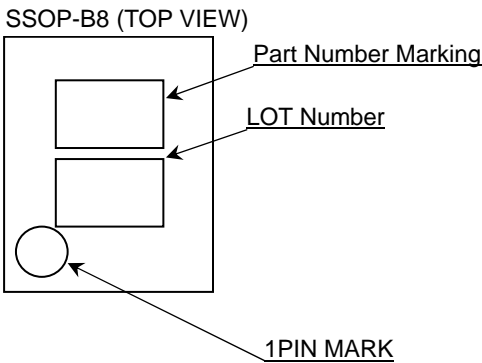 SSOP-B8 (TOP VIEW)
Part Number Marking
LOT Number
1PIN MARK